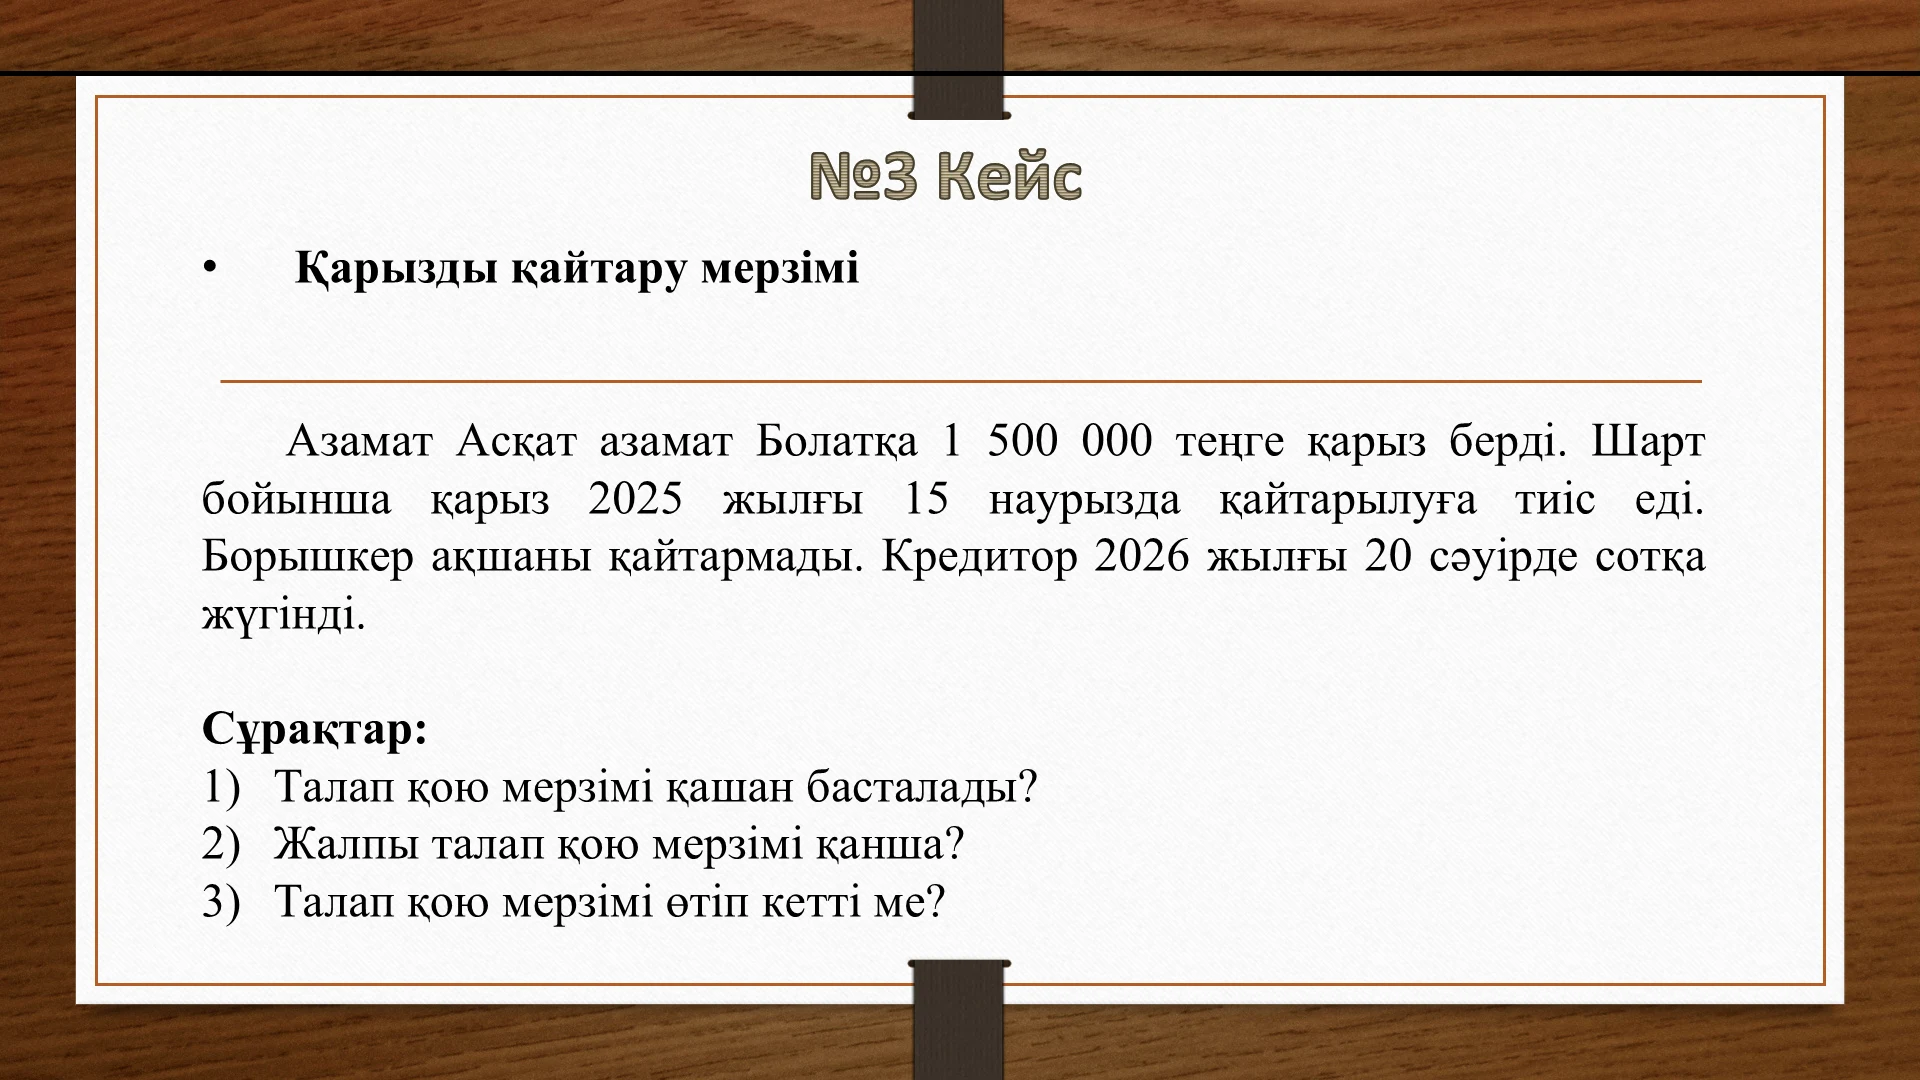 №3 Кейс
• Қарызды қайтару мерзімі
Азамат Асқат азамат Болатқа 1 500 000 теңге қарыз берді. Шарт
бойынша қарыз 2025 жылғы 15 наурызда қайтарылуға тиіс еді.
Борышкер ақшаны қайтармады. Кредитор 2026 жылғы 20 сәуірде сотқа
жүгінді.
Сұрақтар:
1) Талап қою мерзімі қашан басталады?
2) Жалпы талап қою мерзімі қанша?
3) Талап қою мерзімі өтіп кетті ме?